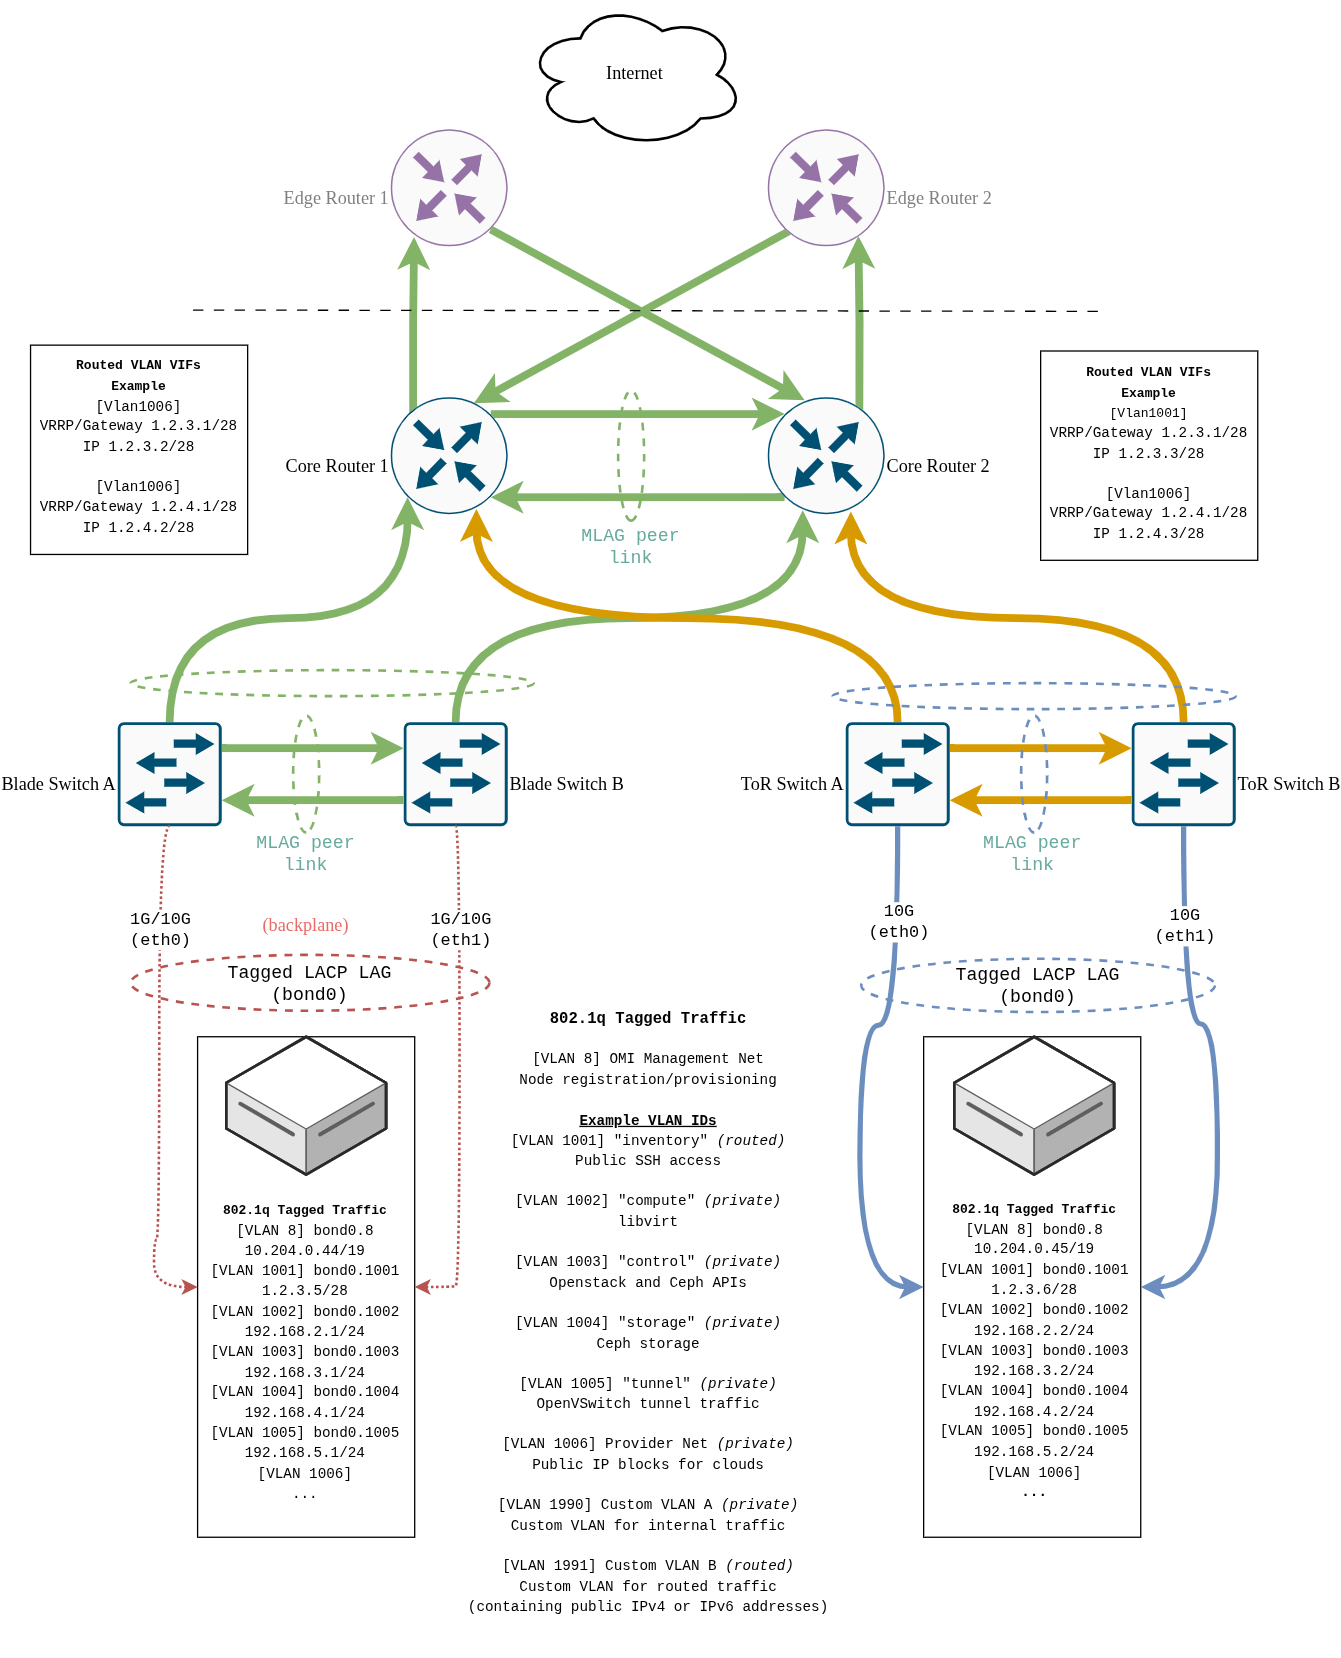 Internet
Edge Router 1
Edge Router 2
Routed VLAN VIFs
Example
[Vlan1006]
VRRP/Gateway 1.2.3.1/28
IP 1.2.3.2/28
[Vlan1006]
VRRP/Gateway 1.2.4.1/28
IP 1.2.4.2/28
Routed VLAN VIFs
Example
[Vlan1001]
VRRP/Gateway 1.2.3.1/28
IP 1.2.3.3/28
[Vlan1006]
VRRP/Gateway 1.2.4.1/28
IP 1.2.4.3/28
Core Router 1
Core Router 2
MLAG peer
link
Blade Switch A
Blade Switch B
ToR Switch A
ToR Switch B
MLAG peer
link
MLAG peer
link
1G/10G
(eth0)
(backplane)
1G/10G
(eth1)
10G
(eth0)
10G
(eth1)
Tagged LACP LAG
(bond0)
Tagged LACP LAG
(bond0)
802.1q Tagged Traffic
[VLAN 8] bond0.8
10.204.0.44/19
[VLAN 1001] bond0.1001
1.2.3.5/28
[VLAN 1002] bond0.1002
192.168.2.1/24
[VLAN 1003] bond0.1003
192.168.3.1/24
[VLAN 1004] bond0.1004
192.168.4.1/24
[VLAN 1005] bond0.1005
192.168.5.1/24
[VLAN 1006]
...
802.1q Tagged Traffic
[VLAN 8] OMI Management Net
Node registration/provisioning
Example VLAN IDs
[VLAN 1001] "inventory" (routed)
Public SSH access
[VLAN 1002] "compute" (private)
libvirt
[VLAN 1003] "control" (private)
Openstack and Ceph APIs
[VLAN 1004] "storage" (private)
Ceph storage
[VLAN 1005] "tunnel" (private)
OpenVSwitch tunnel traffic
[VLAN 1006] Provider Net (private)
Public IP blocks for clouds
[VLAN 1990] Custom VLAN A (private)
Custom VLAN for internal traffic
[VLAN 1991] Custom VLAN B (routed)
Custom VLAN for routed traffic
(containing public IPv4 or IPv6 addresses)
802.1q Tagged Traffic
[VLAN 8] bond0.8
10.204.0.45/19
[VLAN 1001] bond0.1001
1.2.3.6/28
[VLAN 1002] bond0.1002
192.168.2.2/24
[VLAN 1003] bond0.1003
192.168.3.2/24
[VLAN 1004] bond0.1004
192.168.4.2/24
[VLAN 1005] bond0.1005
192.168.5.2/24
[VLAN 1006]
...